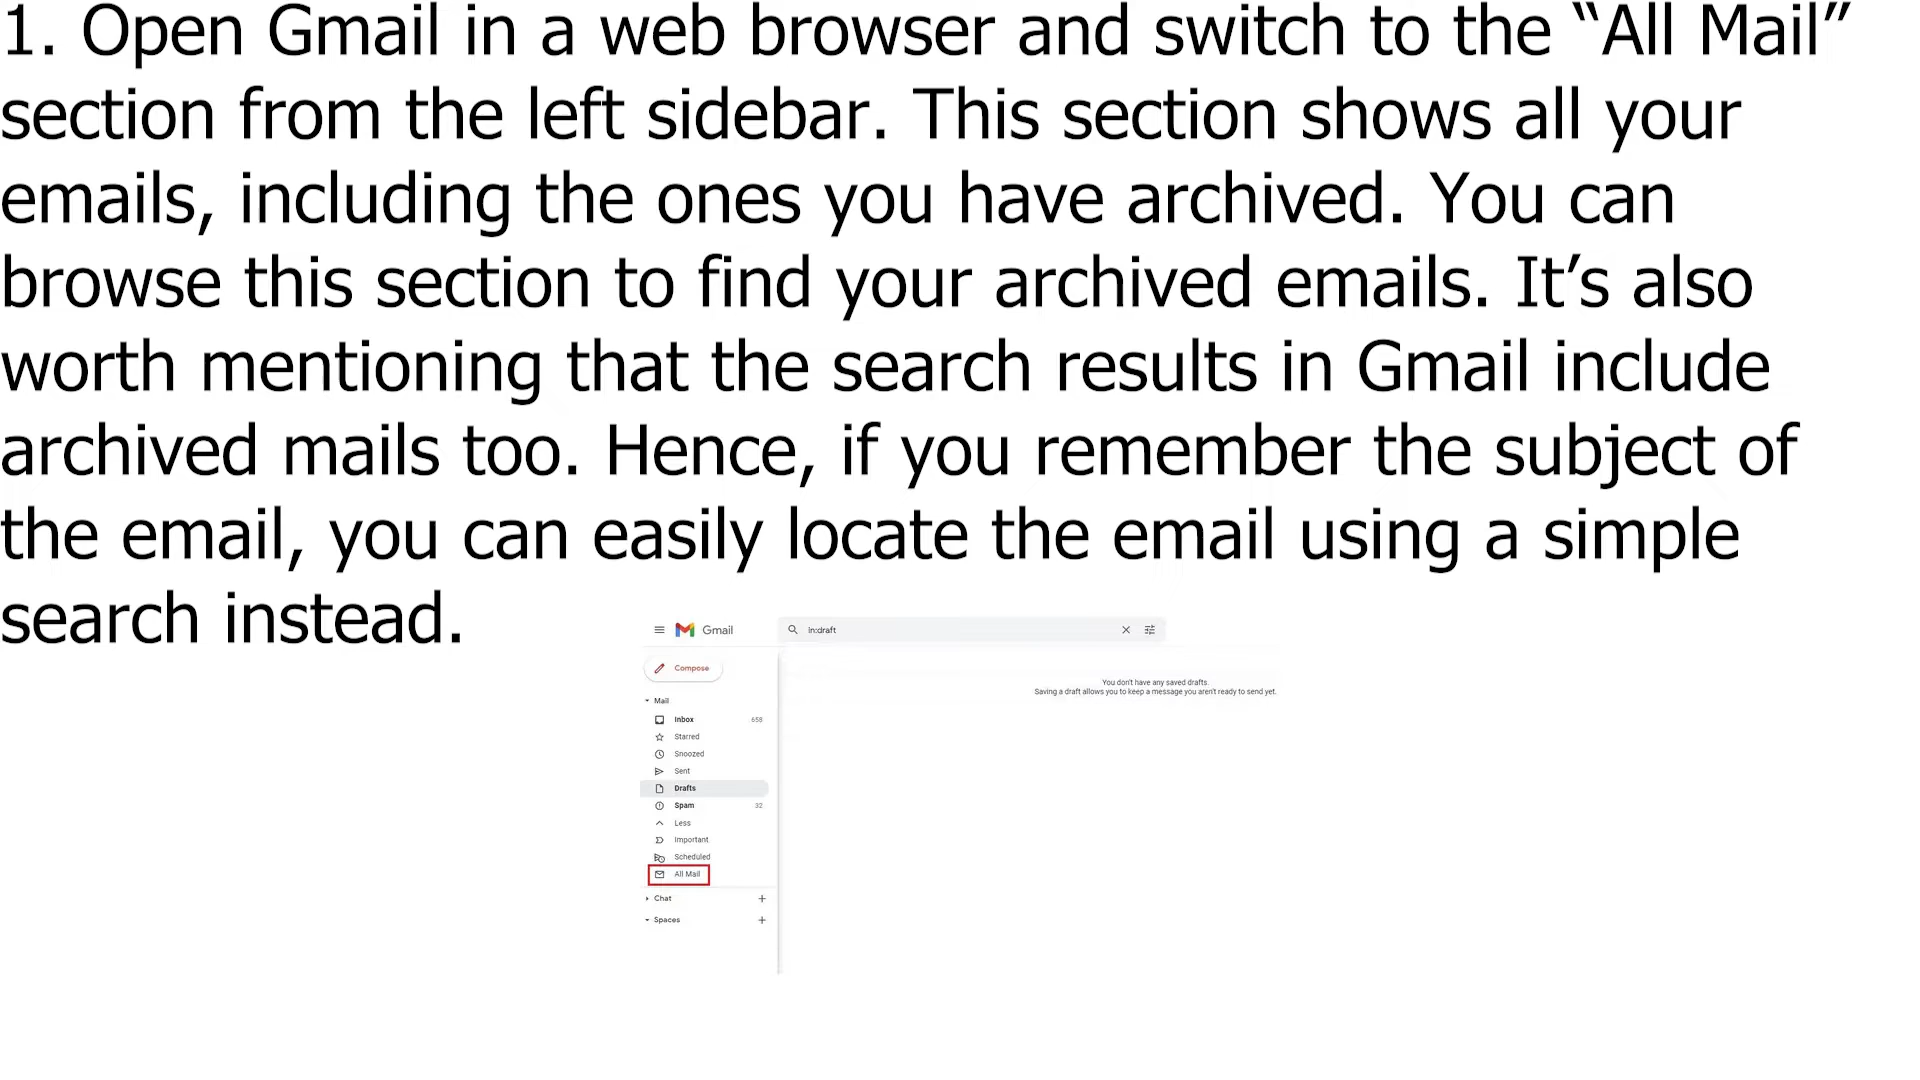 1. Open Gmail in a web browser and switch to the “All Mail”
section from the left sidebar. This section shows all your
emails, including the ones you have archived. You can
browse this section to find your archived emails. It’s also
worth mentioning that the search results in Gmail include
archived mails too. Hence, if you remember the subject of
the email, you can easily locate the email using a simple
search instead.
Gmail
in:draft
Compose
You don't have any saved drafts.
Saving a draft allows you to keep a message you aren't ready to send yet.
Mail
Inbox 658
Starred
Snoozed
Sent
Drafts
Spam 32
Less
Important
Scheduled
All Mail
Chat
Spaces